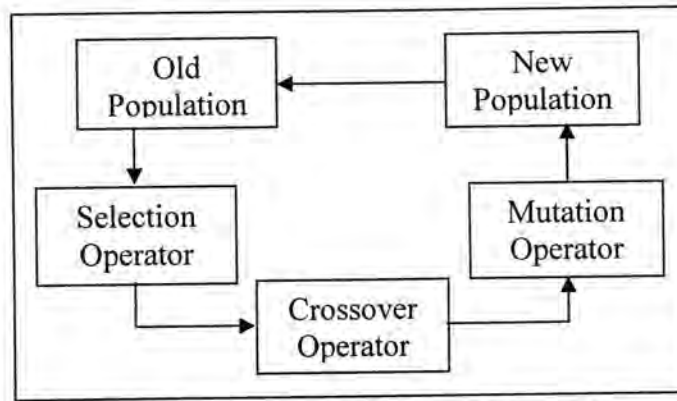 Old
Population
New
Population
Selection
Operator
Mutation
Operator
Crossover
Operator